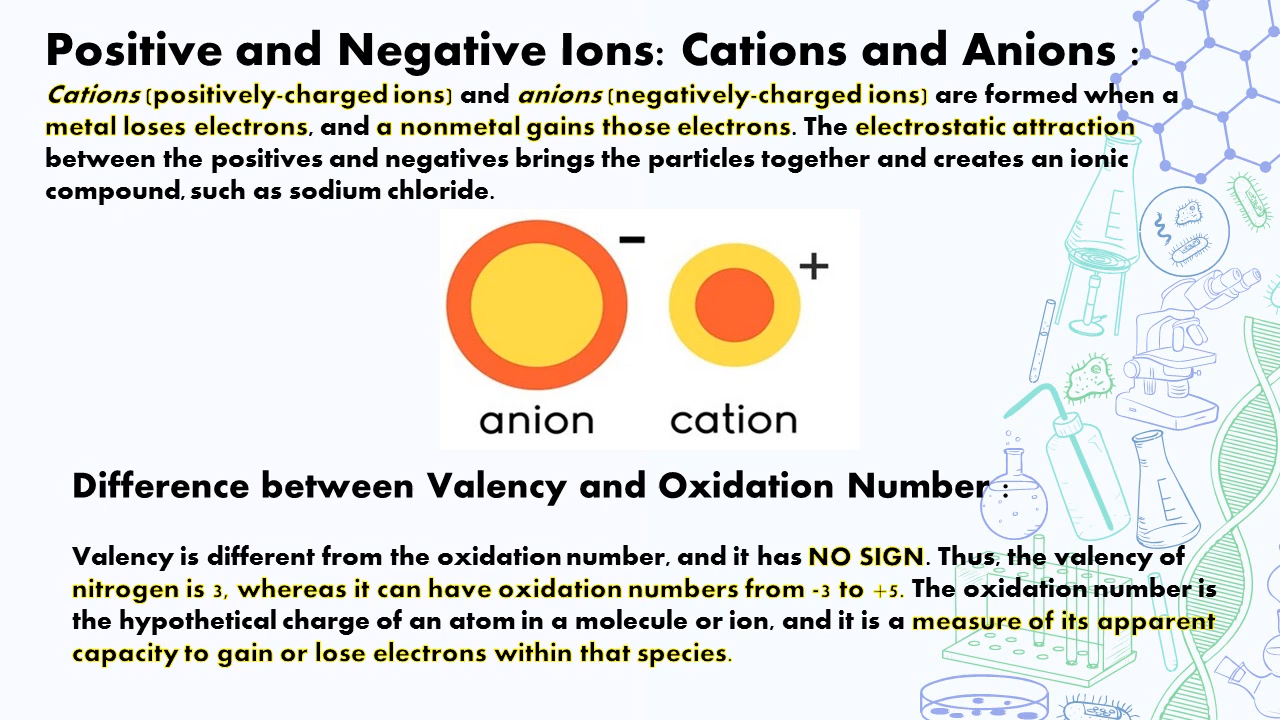 Positive and Negative Ions: Cations and Anions :
Cations (positively-charged ions) and anions (negatively-charged ions) are formed when a
metal loses electrons, and a nonmetal gains those electrons. The electrostatic attraction
between the positives and negatives brings the particles together and creates an ionic
compound, such as sodium chloride.
− +
anion cation
Difference between Valency and Oxidation Number :
Valency is different from the oxidation number, and it has NO SIGN. Thus, the valency of
nitrogen is 3, whereas it can have oxidation numbers from -3 to +5. The oxidation number is
the hypothetical charge of an atom in a molecule or ion, and it is a measure of its apparent
capacity to gain or lose electrons within that species.